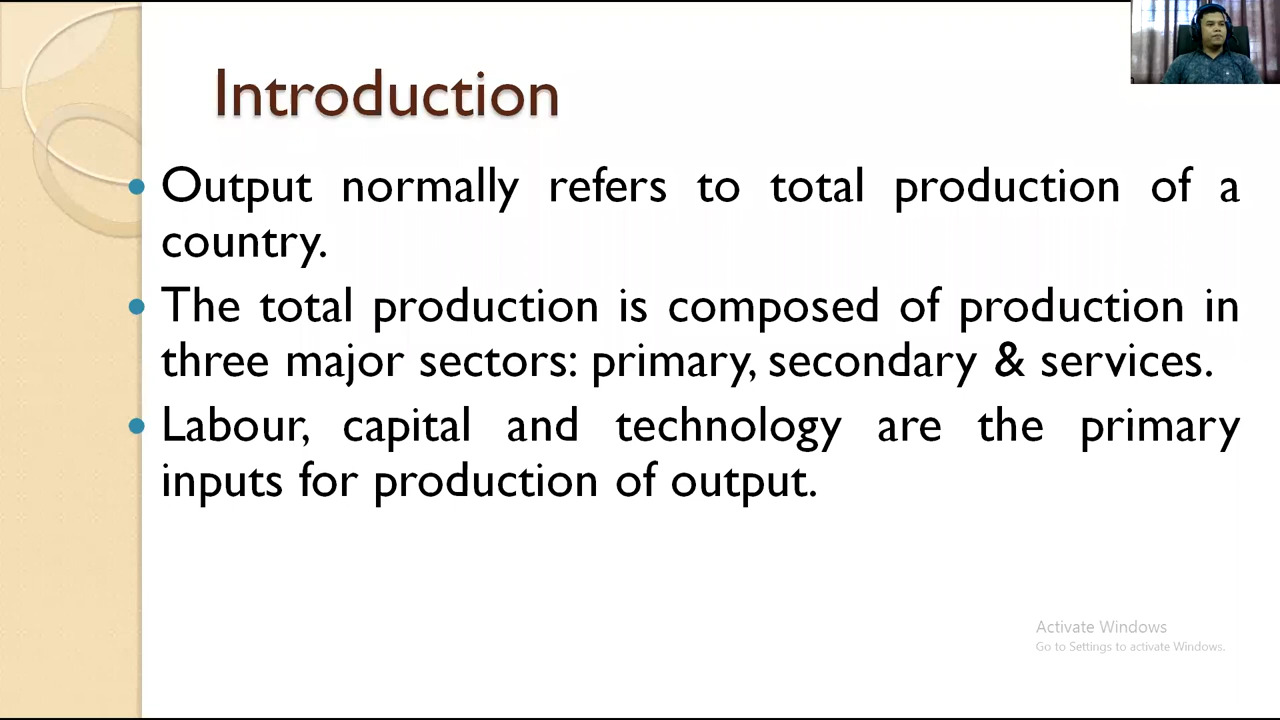 Introduction
Output normally refers to total production of a
country.
The total production is composed of production in
three major sectors: primary, secondary & services.
Labour, capital and technology are the primary
inputs for production of output.
Activate Windows
Go to Settings to activate Windows.